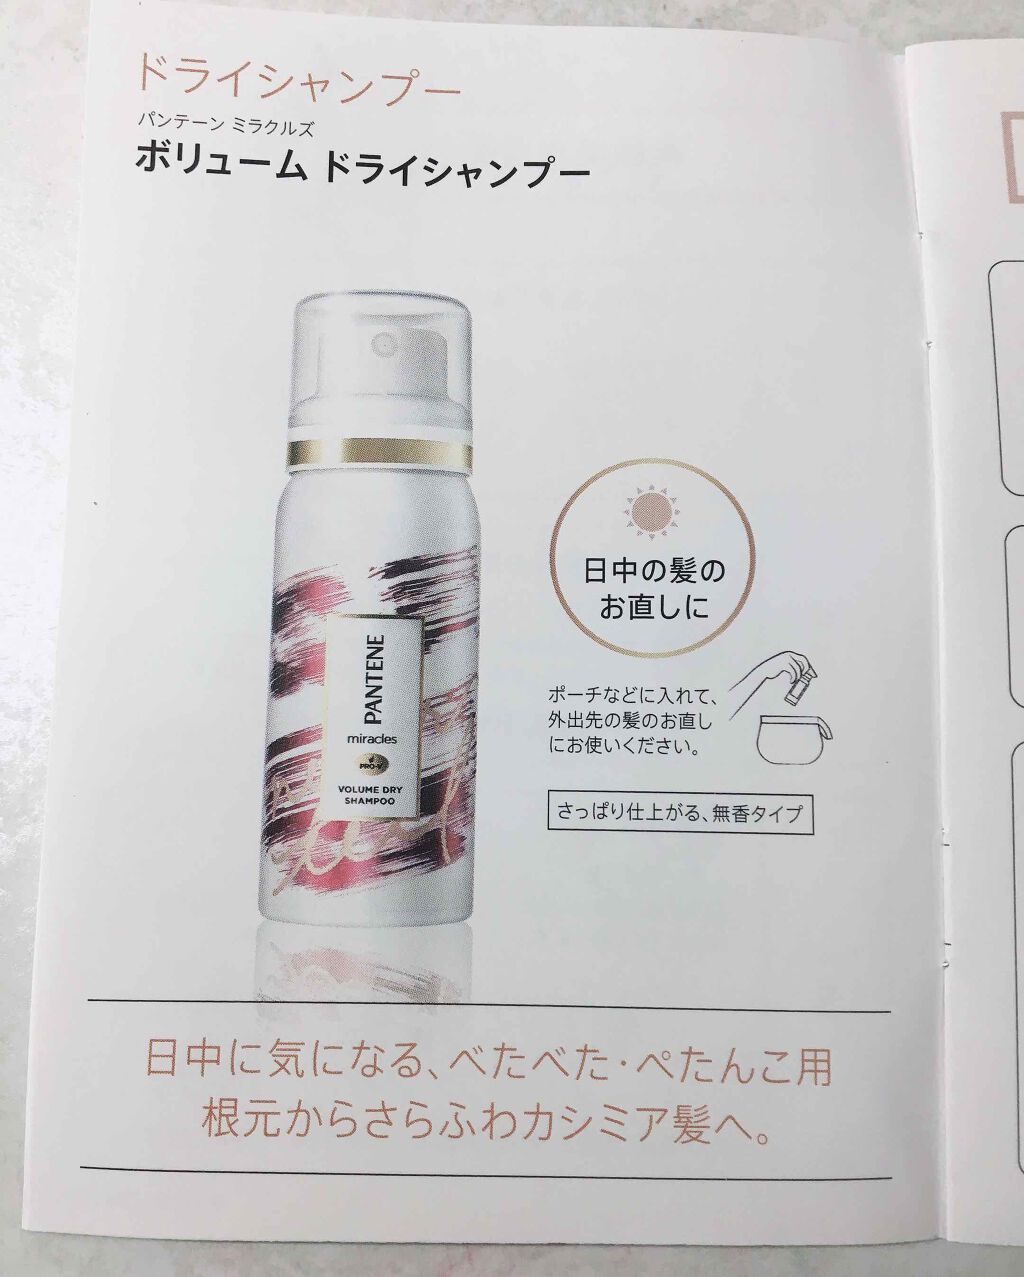 ドライシャンプー
パンテーン ミラクルズ
ボリューム ドライシャンプー
PANTENE
miracles
PRO-V
VOLUME DRY
SHAMPOO
日中の髪の
お直しに
ポーチなどに入れて、
外出先の髪のお直し
にお使いください。
さっぱり仕上がる、無香タイプ
日中に気になる、べたべた・ぺたんこ用
根元からさらふわカシミア髪へ。